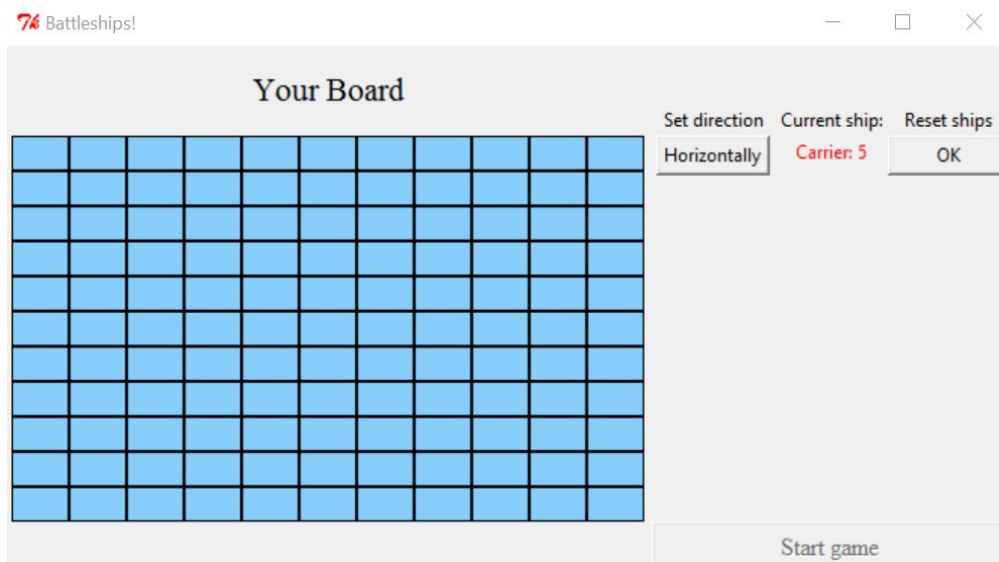 Battleships!
Your Board
Set direction Current ship: Reset ships
Horizontally Carrier: 5 OK
Start game